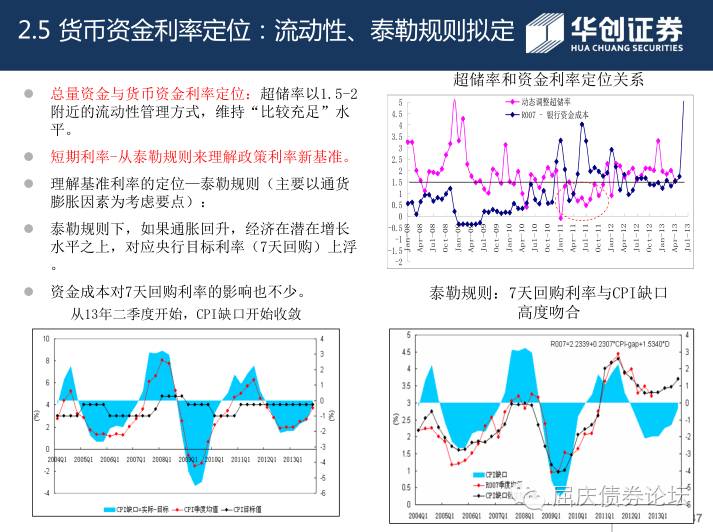 2.5 货币资金利率定位：流动性、泰勒规则拟定
华创证券
HUA CHUANG SECURITIES
总量资金与货币资金利率定位：超储率以1.5-2
附近的流动性管理方式，维持“比较充足”水
平。
短期利率-从泰勒规则来理解政策利率新基准。
理解基准利率的定位—泰勒规则（主要以通货
膨胀因素为考虑要点）：
泰勒规则下，如果通胀回升，经济在潜在增长
水平之上，对应央行目标利率（7天回购）上浮
。
资金成本对7天回购利率的影响也不少。
超储率和资金利率定位关系
动态调整超储率
R007 - 银行资金成本
5
4.5
4
3.5
3
2.5
2
1.5
1
0.5
0
-0.5
-1
-1.5
-2
Jan-08 Apr-08 Jul-08 Oct-08 Jan-09 Apr-09 Jul-09 Oct-09 Jan-10 Apr-10 Jul-10 Oct-10 Jan-11 Apr-11 Jul-11 Oct-11 Jan-12 Apr-12 Jul-12 Oct-12 Jan-13 Apr-13 Jul-13
从13年二季度开始，CPI缺口开始收敛
10
8
6
4
2
0
-2
-4
4
3
2
1
0
-1
-2
-3
-4
-5
-6
(%)
(%)
2004Q1 2005Q1 2006Q1 2007Q1 2008Q1 2009Q1 2010Q1 2011Q1 2012Q1 2013Q1
CPI缺口=实际-目标 CPI季度均值 CPI目标值
泰勒规则：7天回购利率与CPI缺口
高度吻合
R007=2.2339+0.2307*CPI-gap+1.5340*D
5
4.5
4
3.5
3
2.5
2
1.5
1
0.5
0
4
3
2
1
0
-1
-2
-3
-4
-5
-6
(%)
CPI缺口
R007季度均值
CPI缺口
2004Q1 2005Q1 2006Q1 2007Q1 2008Q1 2009Q1 2010Q1 2011Q1 2012Q1 2013Q1
屈庆债券论坛